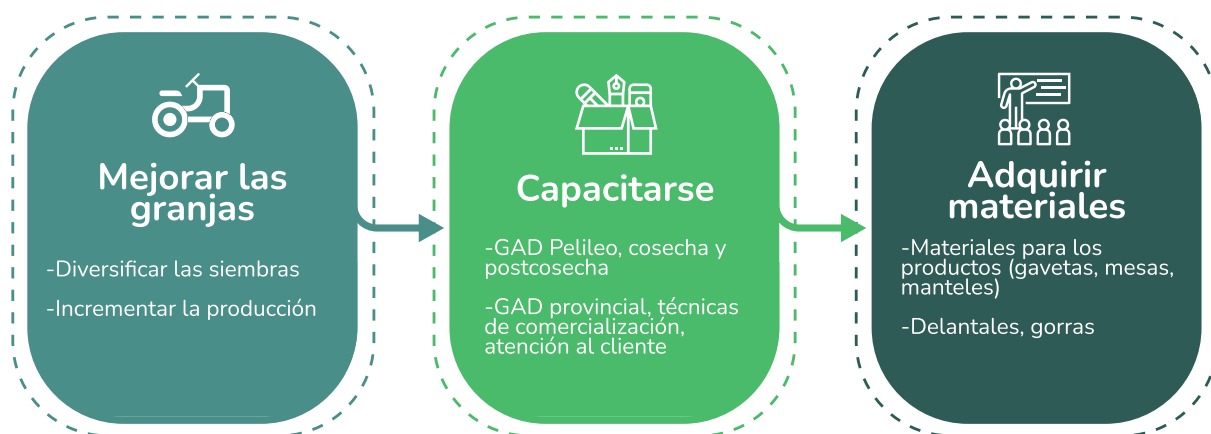 Mejorar las
granjas
-Diversificar las siembras
-Incrementar la producción
Capacitarse
-GAD Pelileo, cosecha y
postcosecha
-GAD provincial, técnicas
de comercialización,
atención al cliente
Adquirir
materiales
-Materiales para los
productos (gavetas, mesas,
manteles)
-Delantales, gorras